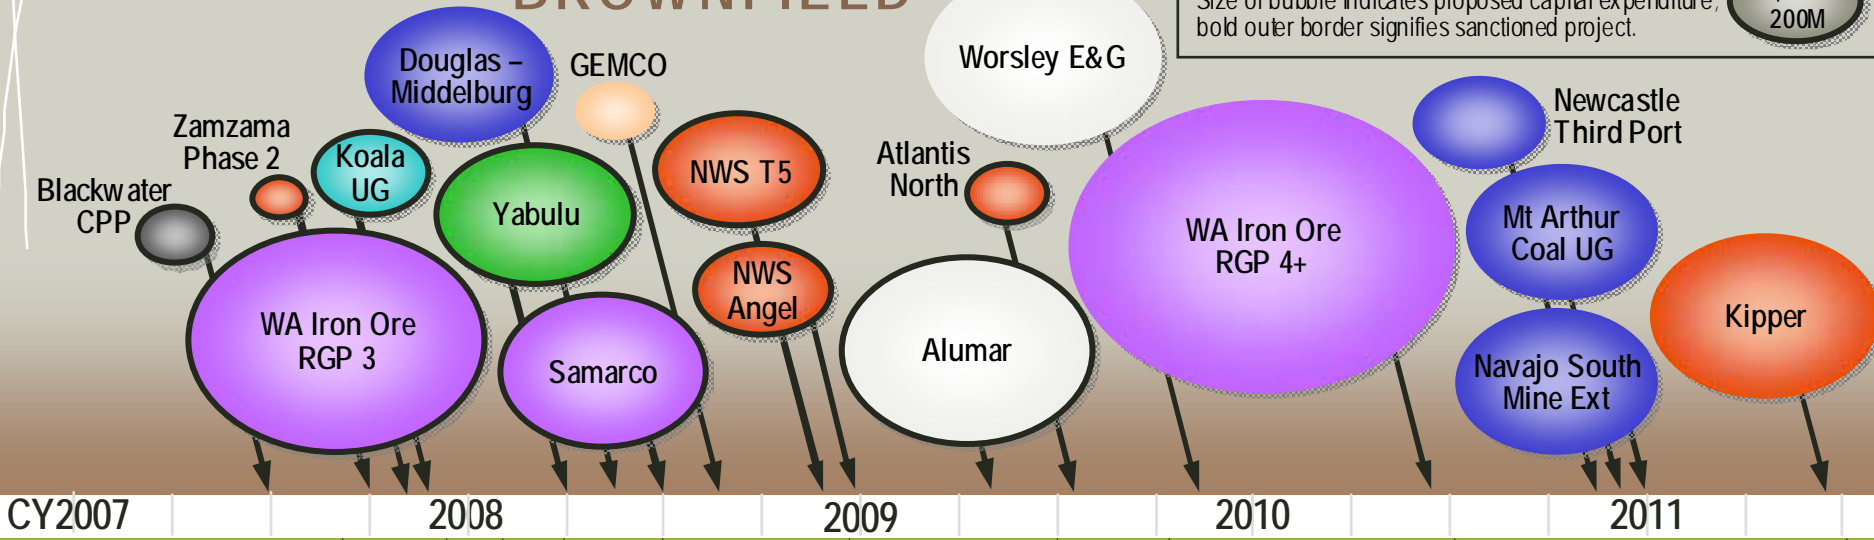 BROWNFIELD
Size of bubble indicates proposed capital expenditure,
bold outer border signifies sanctioned project.
200M
Douglas –
Middelburg
GEMCO
Worsley E&G
Zamzama
Phase 2
Koala
UG
NWS T5
Atlantis
North
Newcastle
Third Port
Blackwater
CPP
Yabulu
WA Iron Ore
RGP 4+
Mt Arthur
Coal UG
NWS
Angel
WA Iron Ore
RGP 3
Samarco
Alumar
Kipper
Navajo South
Mine Ext
CY2007
2008
2009
2010
2011